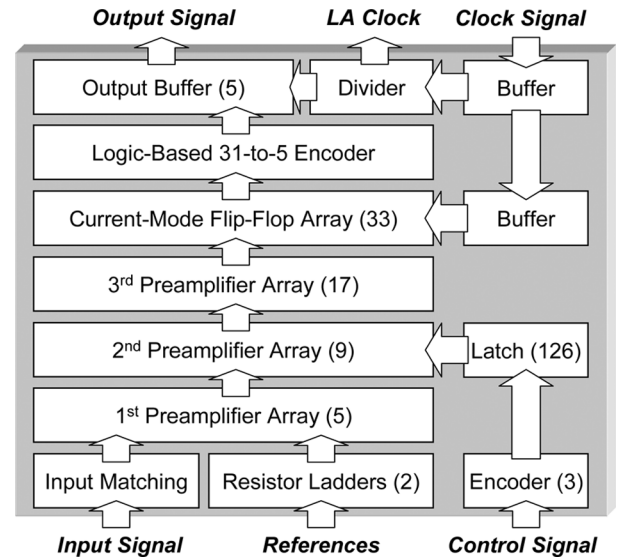 Output Signal LA Clock Clock Signal
Output Buffer (5) Divider Buffer
Logic-Based 31-to-5 Encoder
Current-Mode Flip-Flop Array (33) Buffer
3rd Preamplifier Array (17)
2nd Preamplifier Array (9) Latch (126)
1st Preamplifier Array (5)
Input Matching Resistor Ladders (2) Encoder (3)
Input Signal References Control Signal